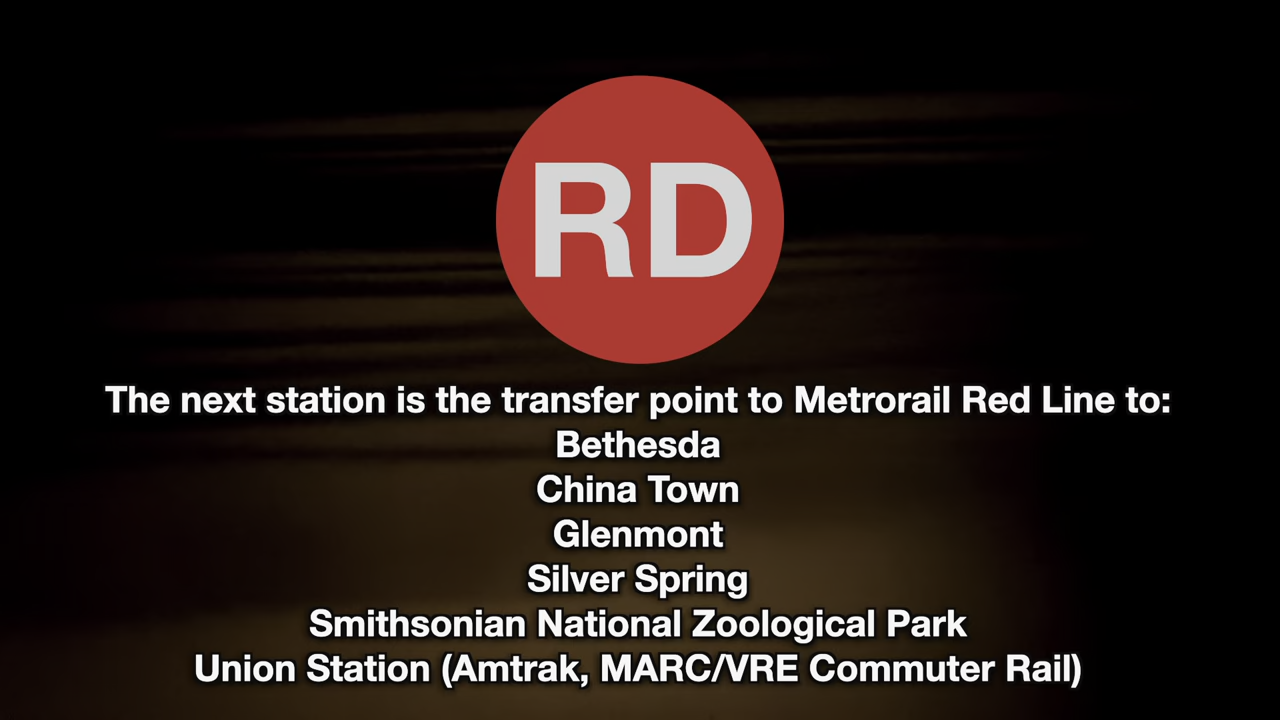 RD
The next station is the transfer point to Metrorail Red Line to:
Bethesda
China Town
Glenmont
Silver Spring
Smithsonian National Zoological Park
Union Station (Amtrak, MARC/VRE Commuter Rail)